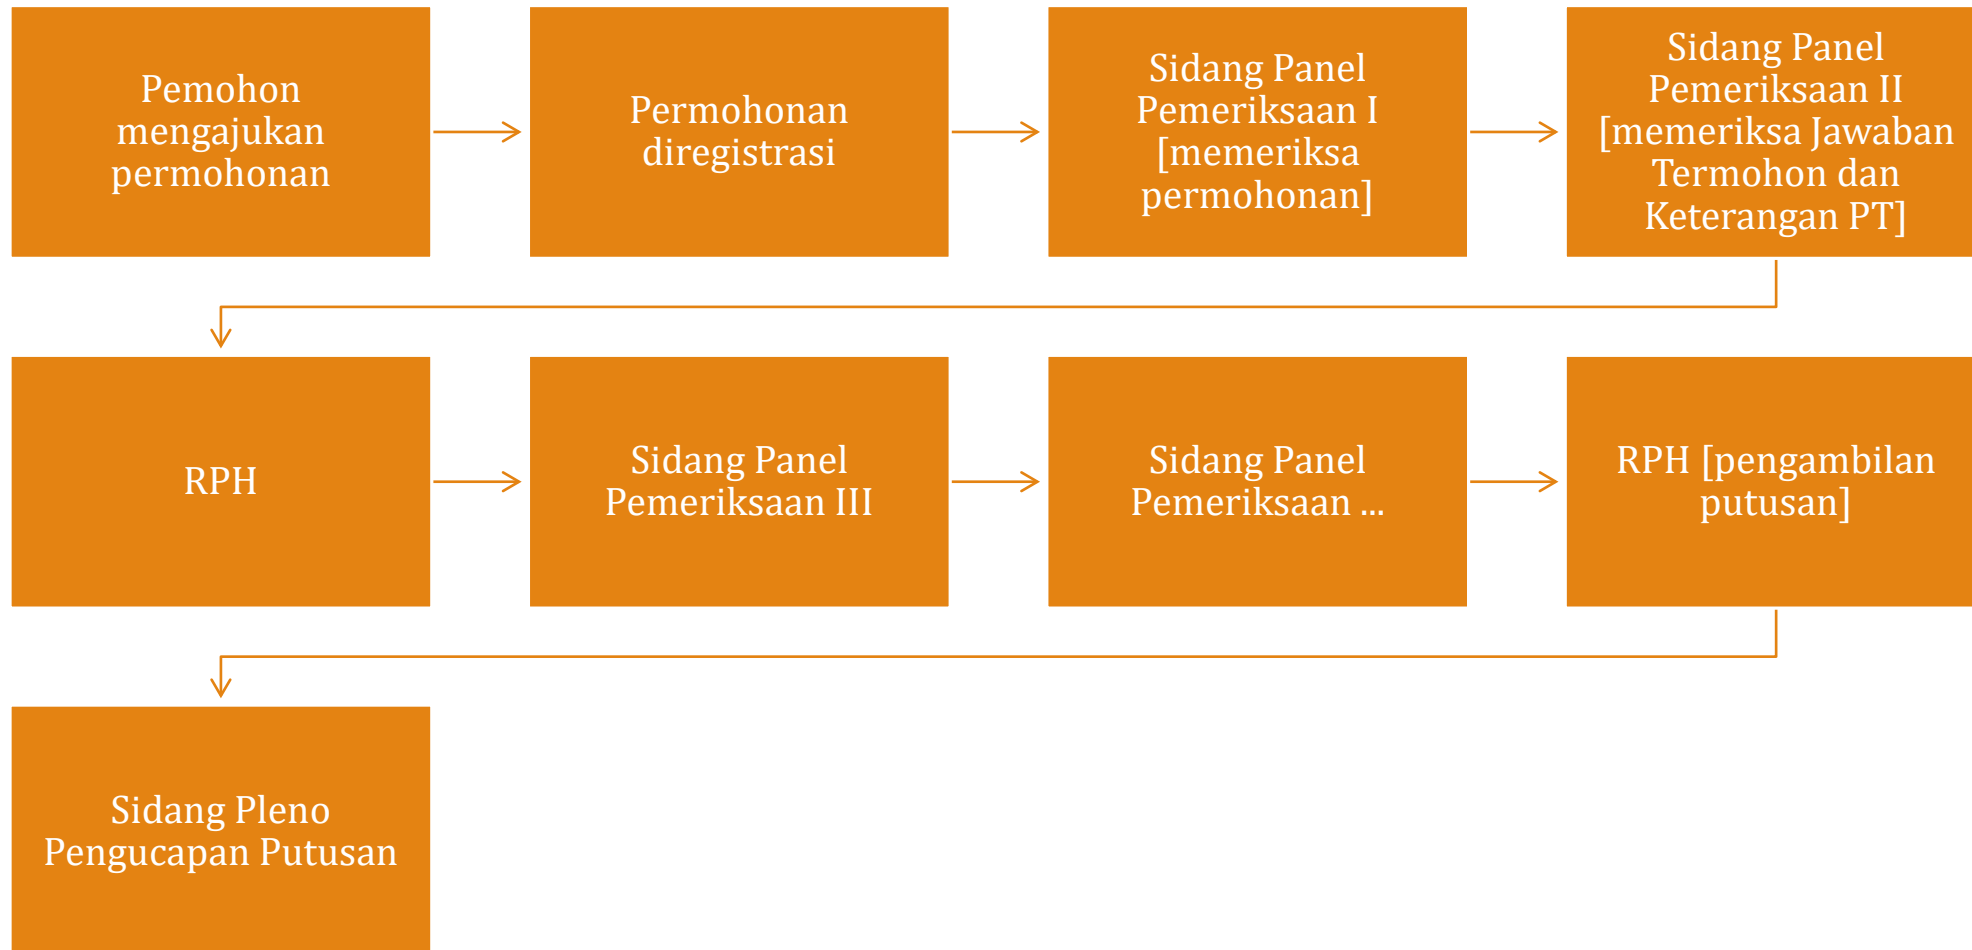 Pemohon
mengajukan
permohonan
Permohonan
diregistrasi
Sidang Panel
Pemeriksaan I
[memeriksa
permohonan]
Sidang Panel
Pemeriksaan II
[memeriksa Jawaban
Termohon dan
Keterangan PT]
RPH
Sidang Panel
Pemeriksaan III
Sidang Panel
Pemeriksaan ...
RPH [pengambilan
putusan]
Sidang Pleno
Pengucapan Putusan